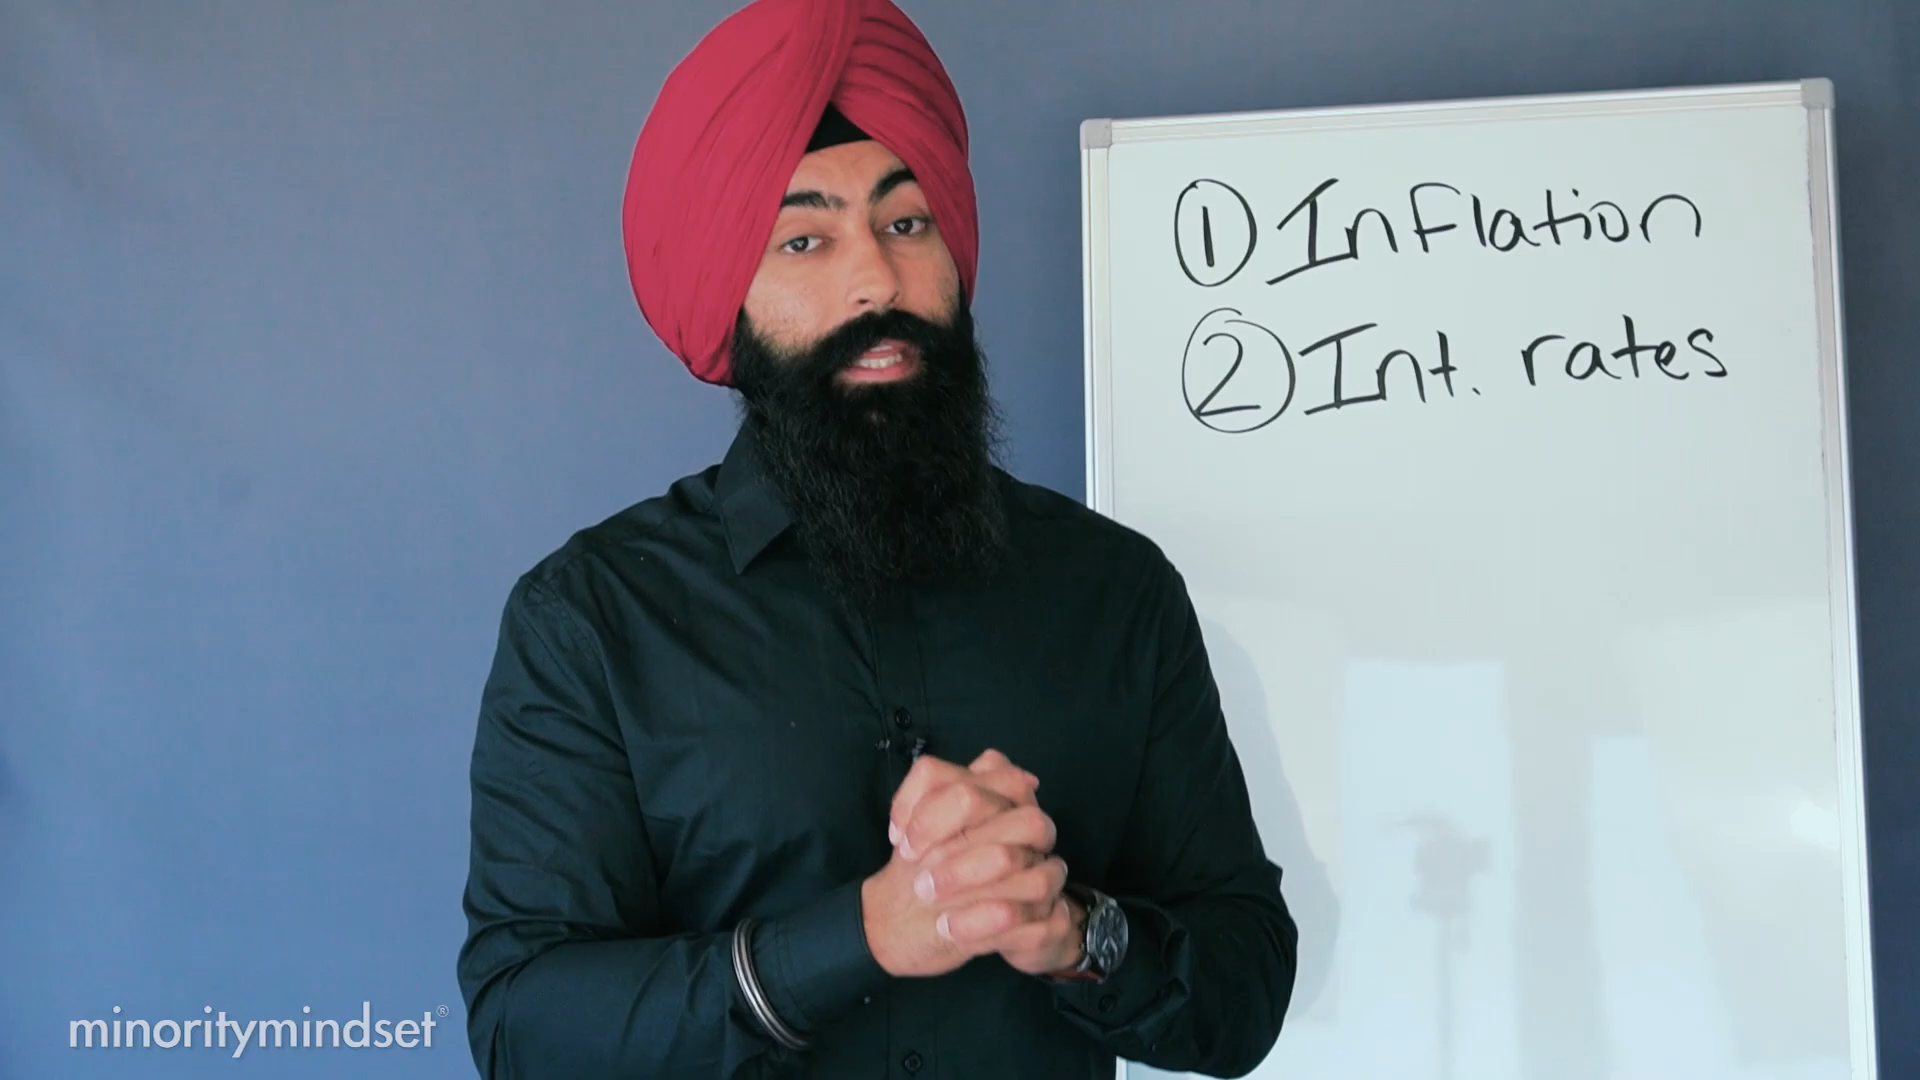 ① Inflation
② Int. rates
minoritymindset®